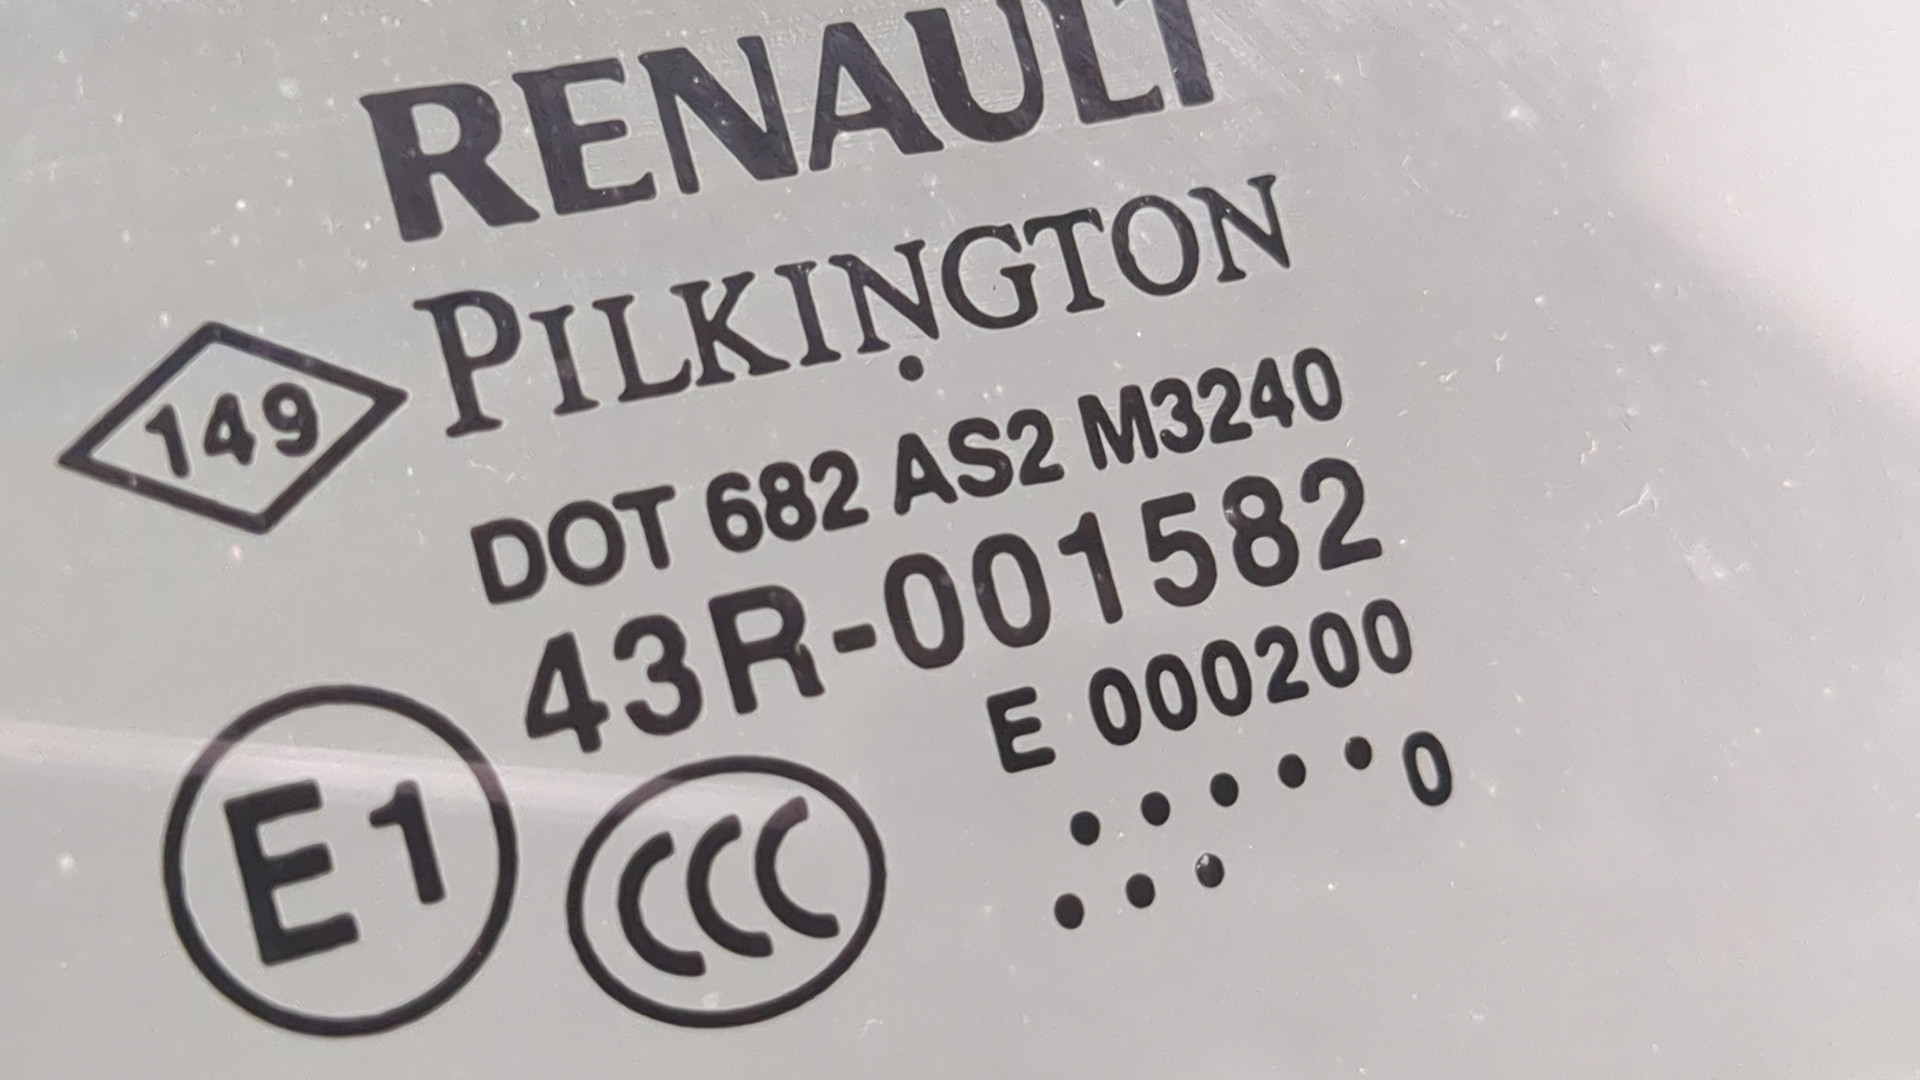 RENAULT
PILKINGTON
149
DOT 682 AS2 M3240
43R-001582
E 000200
E1
CCC
.....0
...